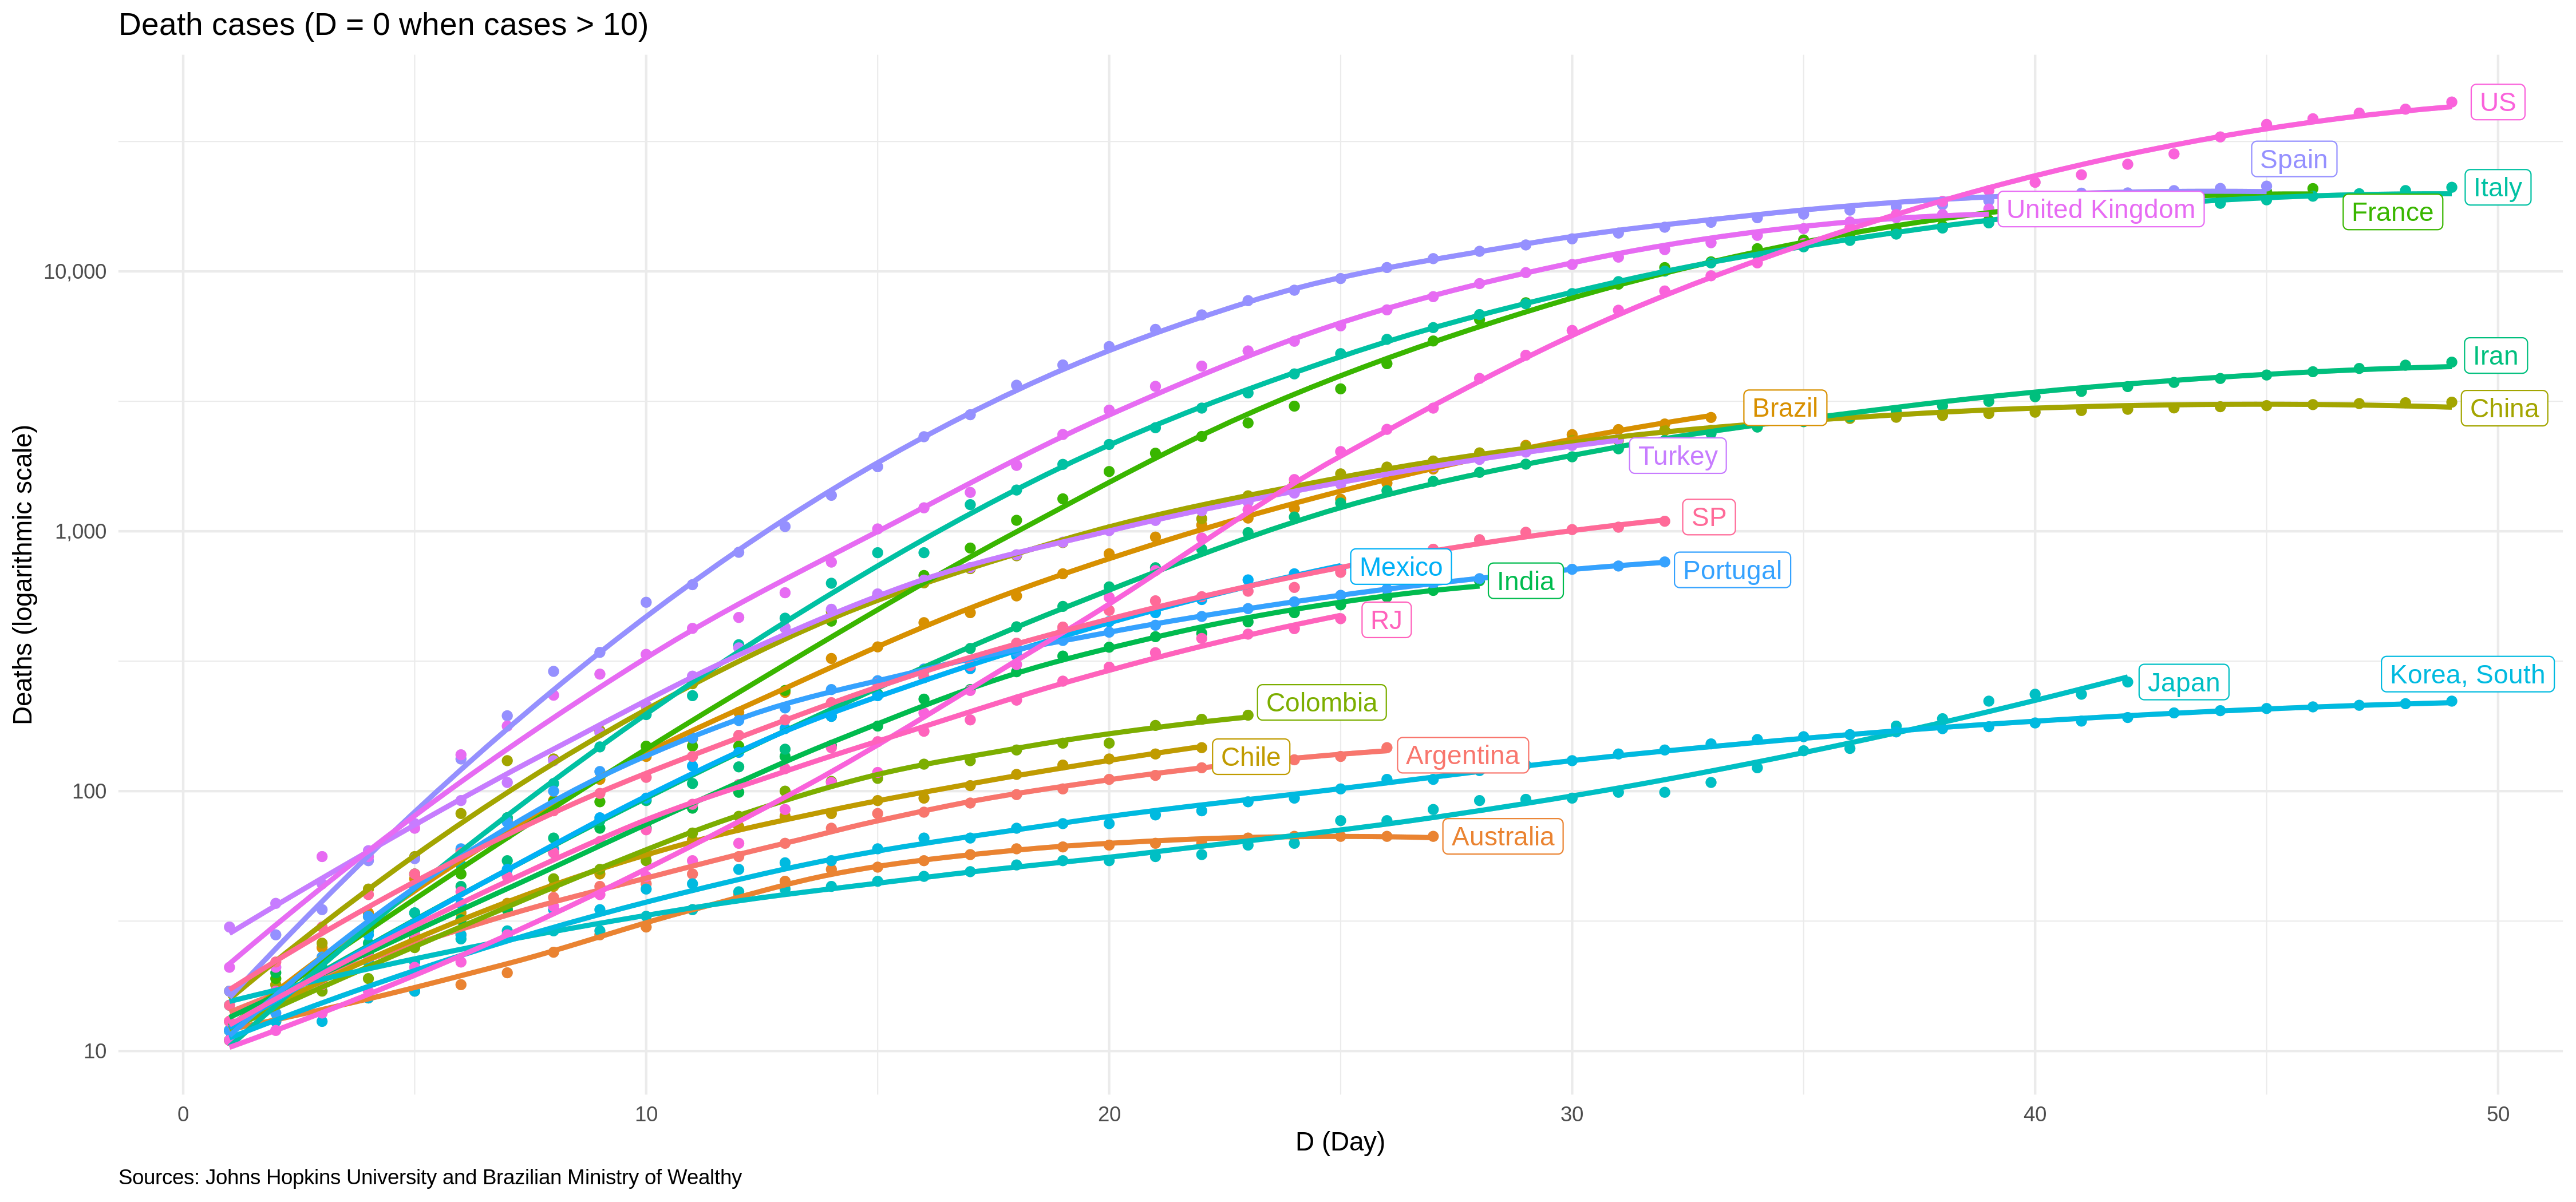 Death cases (D = 0 when cases > 10)
US
Spain
Italy
United Kingdom
France
10,000
Iran
Brazil
China
Turkey
SP
1,000
Mexico
Portugal
India
RJ
Deaths (logarithmic scale)
Korea, South
Japan
Colombia
Chile
Argentina
100
Australia
10
0
10
20
30
40
50
D (Day)
Sources: Johns Hopkins University and Brazilian Ministry of Wealthy